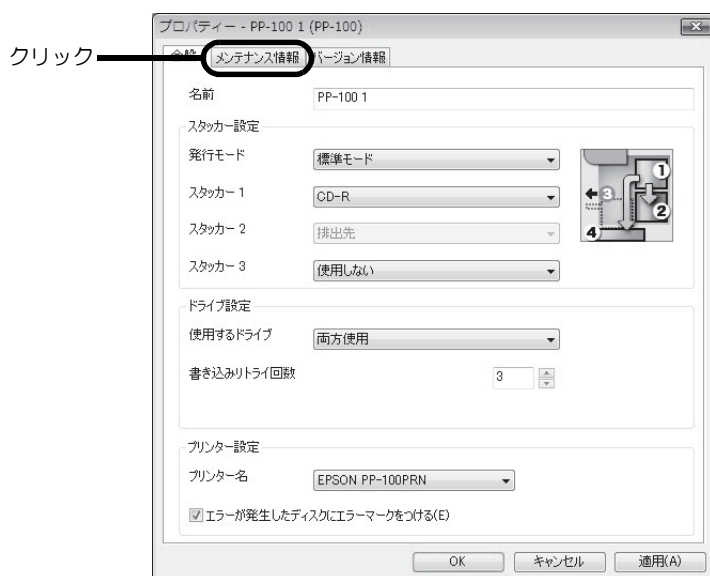 プロパティー - PP-100 1 (PP-100)
クリック
メンテナンス情報 バージョン情報
名前 PP-100 1
スタッカー設定
発行モード 標準モード
スタッカー 1 CD-R
スタッカー 2 排出先
スタッカー 3 使用しない
1
3
2
4
ドライブ設定
使用するドライブ 両方使用
書き込みリトライ回数 3
プリンター設定
プリンター名 EPSON PP-100PRN
エラーが発生したディスクにエラーマークをつける(E)
OK キャンセル 適用(A)